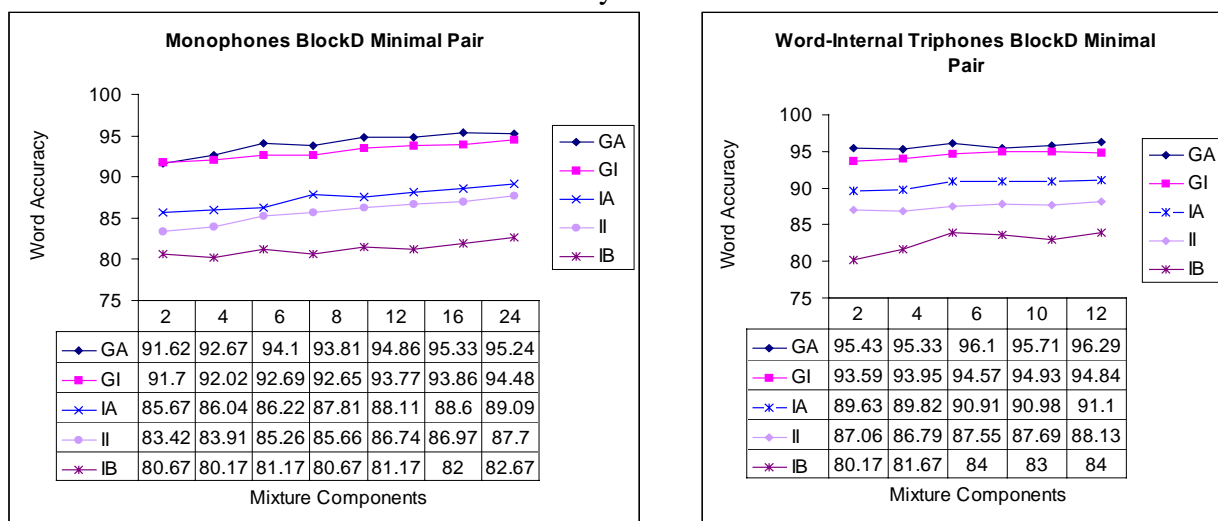 y
Monophones BlockD Minimal Pair
100
95
90
85
80
75
Word Accuracy
GA
GI
IA
II
IB
2 4 6 8 12 16 24
GA 91.62 92.67 94.1 93.81 94.86 95.33 95.24
GI 91.7 92.02 92.69 92.65 93.77 93.86 94.48
IA 85.67 86.04 86.22 87.81 88.11 88.6 89.09
II 83.42 83.91 85.26 85.66 86.74 86.97 87.7
IB 80.67 80.17 81.17 80.67 81.17 82 82.67
Mixture Components
Word-Internal Triphones BlockD Minimal
Pair
100
95
90
85
80
75
Word Accuracy
GA
GI
IA
II
IB
2 4 6 10 12
GA 95.43 95.33 96.1 95.71 96.29
GI 93.59 93.95 94.57 94.93 94.84
IA 89.63 89.82 90.91 90.98 91.1
II 87.06 86.79 87.55 87.69 88.13
IB 80.17 81.67 84 83 84
Mixture Components